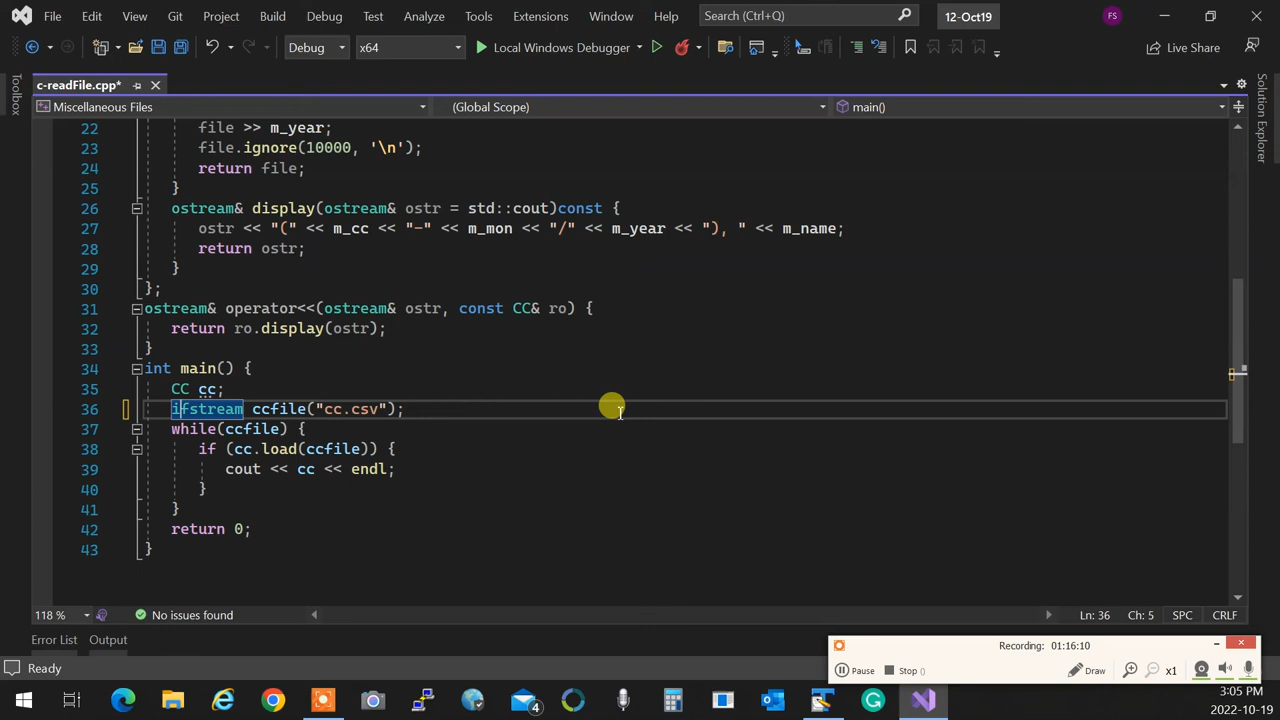 File Edit View Git Project Build Debug Test Analyze Tools Extensions Window Help Search (Ctrl+Q) 12-Oct19 FS
Debug x64 Local Windows Debugger Live Share
Toolbox
c-readFile.cpp*
Solution Explorer
Miscellaneous Files (Global Scope) main()
22 file >> m_year;
23 file.ignore(10000, '\n');
24 return file;
25 }
26 ostream& display(ostream& ostr = std::cout)const {
27 ostr << "(" << m_cc << "-" << m_mon << "/" << m_year << "), " << m_name;
28 return ostr;
29 }
30 };
31 ostream& operator<<(ostream& ostr, const CC& ro) {
32 return ro.display(ostr);
33 }
34 int main() {
35 CC cc;
36 ifstream ccfile("cc.csv");
37 while(ccfile) {
38 if (cc.load(ccfile)) {
39 cout << cc << endl;
40 }
41 }
42 return 0;
43 }
118 % No issues found Ln: 36 Ch: 5 SPC CRLF
Error List Output
Recording: 01:16:10
Ready
Pause Stop () Draw x1
4
3:05 PM
2022-10-19